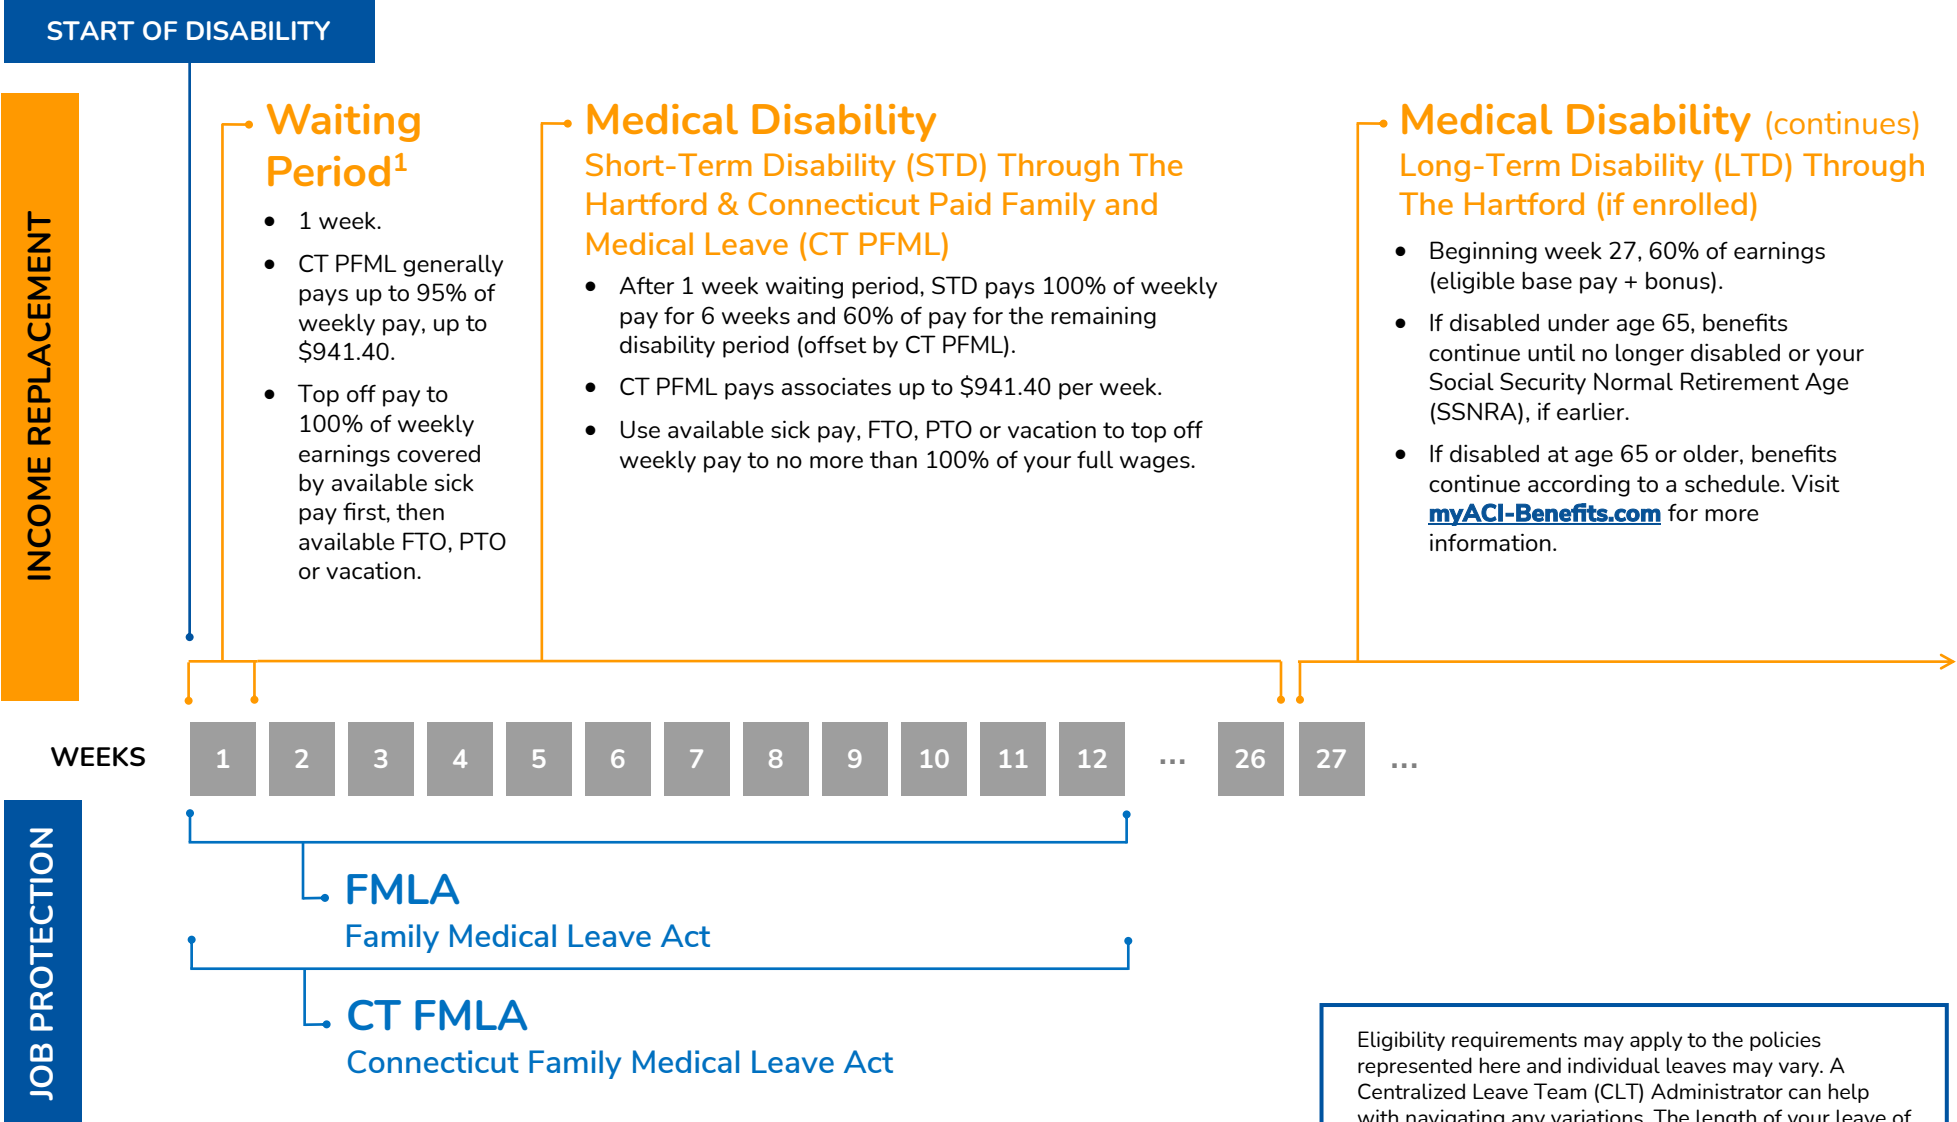 START OF DISABILITY
INCOME REPLACEMENT
Waiting
Period¹
• 1 week.
• CT PFML generally
pays up to 95% of
weekly pay, up to
$941.40.
• Top off pay to
100% of weekly
earnings covered
by available sick
pay first, then
available FTO, PTO
or vacation.
Medical Disability
Short-Term Disability (STD) Through The
Hartford & Connecticut Paid Family and
Medical Leave (CT PFML)
• After 1 week waiting period, STD pays 100% of weekly
pay for 6 weeks and 60% of pay for the remaining
disability period (offset by CT PFML).
• CT PFML pays associates up to $941.40 per week.
• Use available sick pay, FTO, PTO or vacation to top off
weekly pay to no more than 100% of your full wages.
Medical Disability (continues)
Long-Term Disability (LTD) Through
The Hartford (if enrolled)
• Beginning week 27, 60% of earnings
(eligible base pay + bonus).
• If disabled under age 65, benefits
continue until no longer disabled or your
Social Security Normal Retirement Age
(SSNRA), if earlier.
• If disabled at age 65 or older, benefits
continue according to a schedule. Visit
myACI-Benefits.com for more
information.
WEEKS 1 2 3 4 5 6 7 8 9 10 11 12 ... 26 27 ...
JOB PROTECTION
FMLA
Family Medical Leave Act
CT FMLA
Connecticut Family Medical Leave Act
Eligibility requirements may apply to the policies
represented here and individual leaves may vary. A
Centralized Leave Team (CLT) Administrator can help
with navigating any variations. The length of your leave of